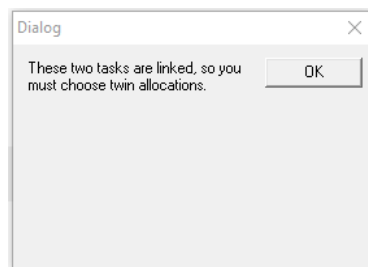 Dialog
These two tasks are linked, so you
must choose twin allocations.
OK